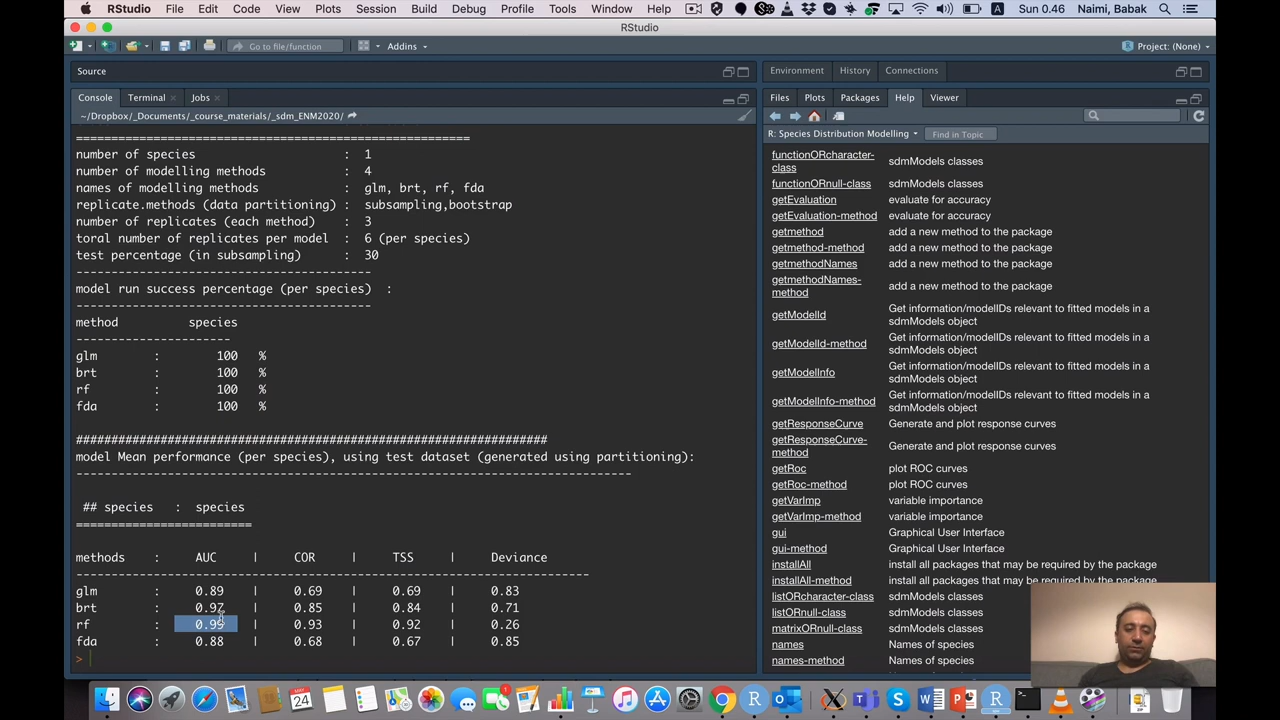 RStudio File Edit Code View Plots Session Build Debug Profile Tools Window Help Sun 0.46 Naimi, Babak
RStudio
Go to file/function Addins Project: (None)
Source
Console Terminal Jobs
~/Dropbox/_Documents/_course_materials/_sdm_ENM2020/
========================================================
number of species : 1
number of modelling methods : 4
names of modelling methods : glm, brt, rf, fda
replicate.methods (data partitioning) : subsampling,bootstrap
number of replicates (each method) : 3
toral number of replicates per model : 6 (per species)
test percentage (in subsampling) : 30
------------------------------------------
model run success percentage (per species) :
------------------------------------------
method species
----------------------
glm : 100 %
brt : 100 %
rf : 100 %
fda : 100 %
###################################################################
model Mean performance (per species), using test dataset (generated using partitioning):
-------------------------------------------------------------------------------
## species : species
=========================
methods : AUC | COR | TSS | Deviance
-------------------------------------------------------------------------
glm : 0.89 | 0.69 | 0.69 | 0.83
brt : 0.97 | 0.85 | 0.84 | 0.71
rf : 0.99 | 0.93 | 0.92 | 0.26
fda : 0.88 | 0.68 | 0.67 | 0.85
>
Environment History Connections
Files Plots Packages Help Viewer
R: Species Distribution Modelling Find in Topic
functionORcharacter-class sdmModels classes
functionORnull-class sdmModels classes
getEvaluation evaluate for accuracy
getEvaluation-method evaluate for accuracy
getmethod add a new method to the package
getmethod-method add a new method to the package
getmethodNames add a new method to the package
getmethodNames-method add a new method to the package
getModelId Get information/modelIDs relevant to fitted models in a
sdmModels object
getModelId-method Get information/modelIDs relevant to fitted models in a
sdmModels object
getModelInfo Get information/modelIDs relevant to fitted models in a
sdmModels object
getModelInfo-method Get information/modelIDs relevant to fitted models in a
sdmModels object
getResponseCurve Generate and plot response curves
getResponseCurve-method Generate and plot response curves
getRoc plot ROC curves
getRoc-method plot ROC curves
getVarImp variable importance
getVarImp-method variable importance
gui Graphical User Interface
gui-method Graphical User Interface
installAll install all packages that may be required by the package
installAll-method install all packages that may be required by the package
listORcharacter-class sdmModels classes
listORnull-class sdmModels classes
matrixORnull-class sdmModels classes
names Names of species
names-method Names of species